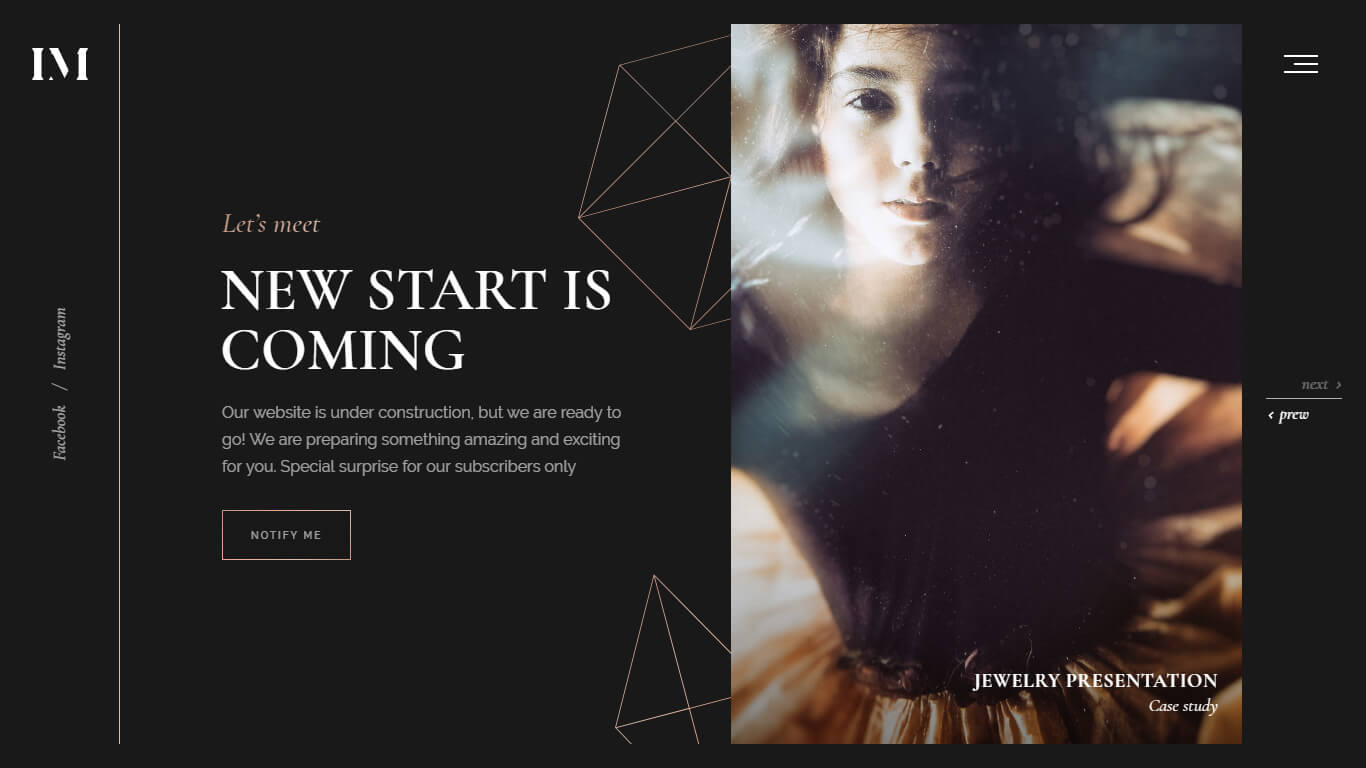 IM
Facebook / Instagram
Let's meet
NEW START IS
COMING
Our website is under construction, but we are ready to
go! We are preparing something amazing and exciting
for you. Special surprise for our subscribers only
NOTIFY ME
JEWELRY PRESENTATION
Case study
next ›
‹ prew